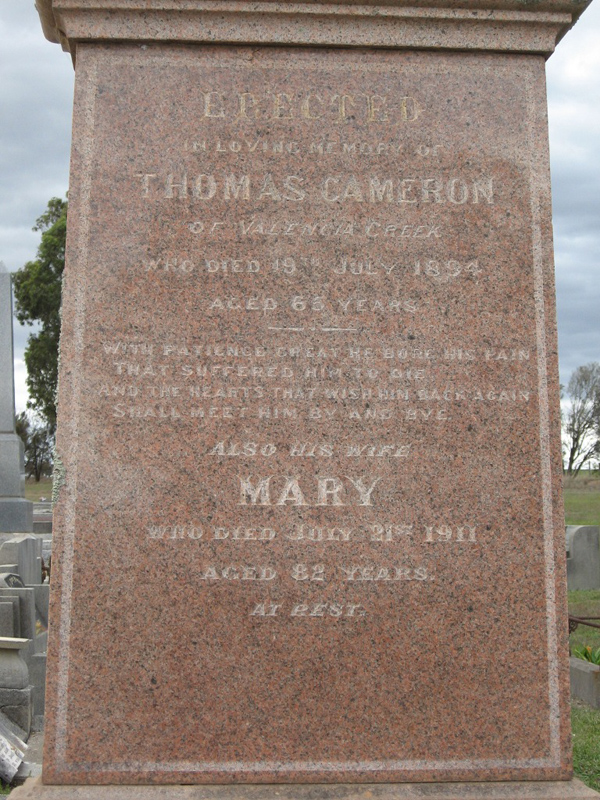 ERECTED
IN LOVING MEMORY OF
THOMAS CAMERON
OF VALENCIA CREEK
WHO DIED 19TH JULY 1894
AGED 65 YEARS
WITH PATIENCE GREAT HE BORE HIS PAIN
THAT SUFFERED HIM TO DIE
AND THE HEARTS THAT WISH HIM BACK AGAIN
SHALL MEET HIM BY AND BYE
ALSO HIS WIFE
MARY
WHO DIED JULY 21ST 1911
AGED 82 YEARS.
AT REST.